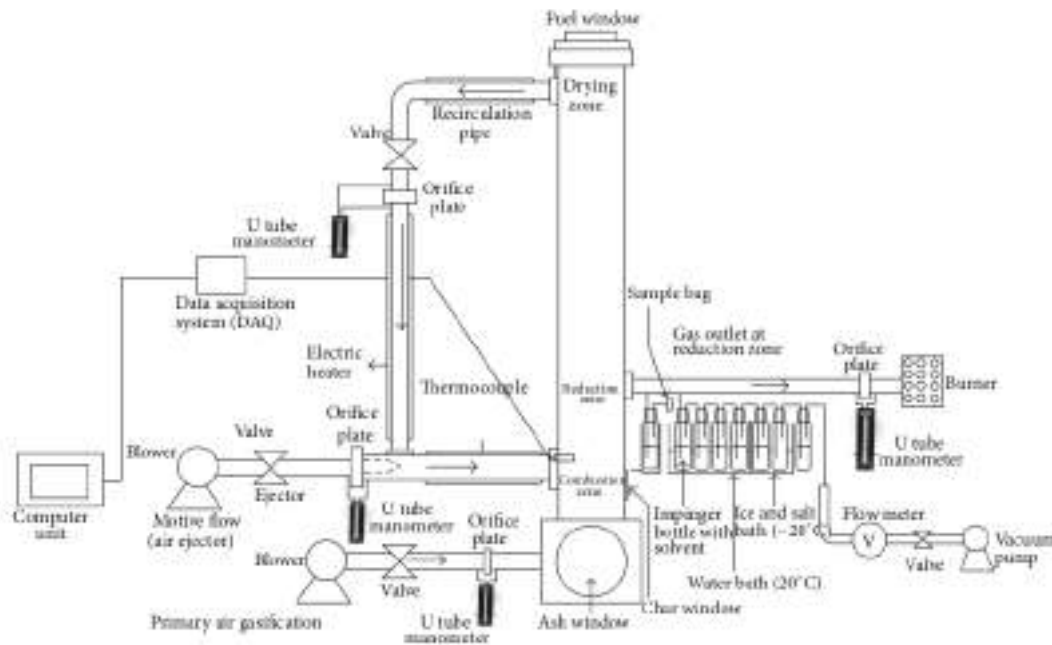 Fuel window
Drying
zone
Recirculation
pipe
Valve
Orifice
plate
U tube
manometer
Data acquisition
system (DAQ)
Sample bag
Gas outlet at
reduction zone
Orifice
plate
Electric
heater
Thermocouple
Reduction
zone
Burner
Orifice
plate
Valve
Blower
U tube
manometer
Ejector
Combustion
zone
Computer
unit
Motive flow
(air ejector)
U tube
manometer
Orifice
plate
Impinger
bottle with
solvent
Ice and salt
bath (−20°C)
Flowmeter
V
Vacuum
pump
Blower
Valve
Valve
Water bath (20°C)
Char window
Primary air gasification
U tube
manometer
Ash window